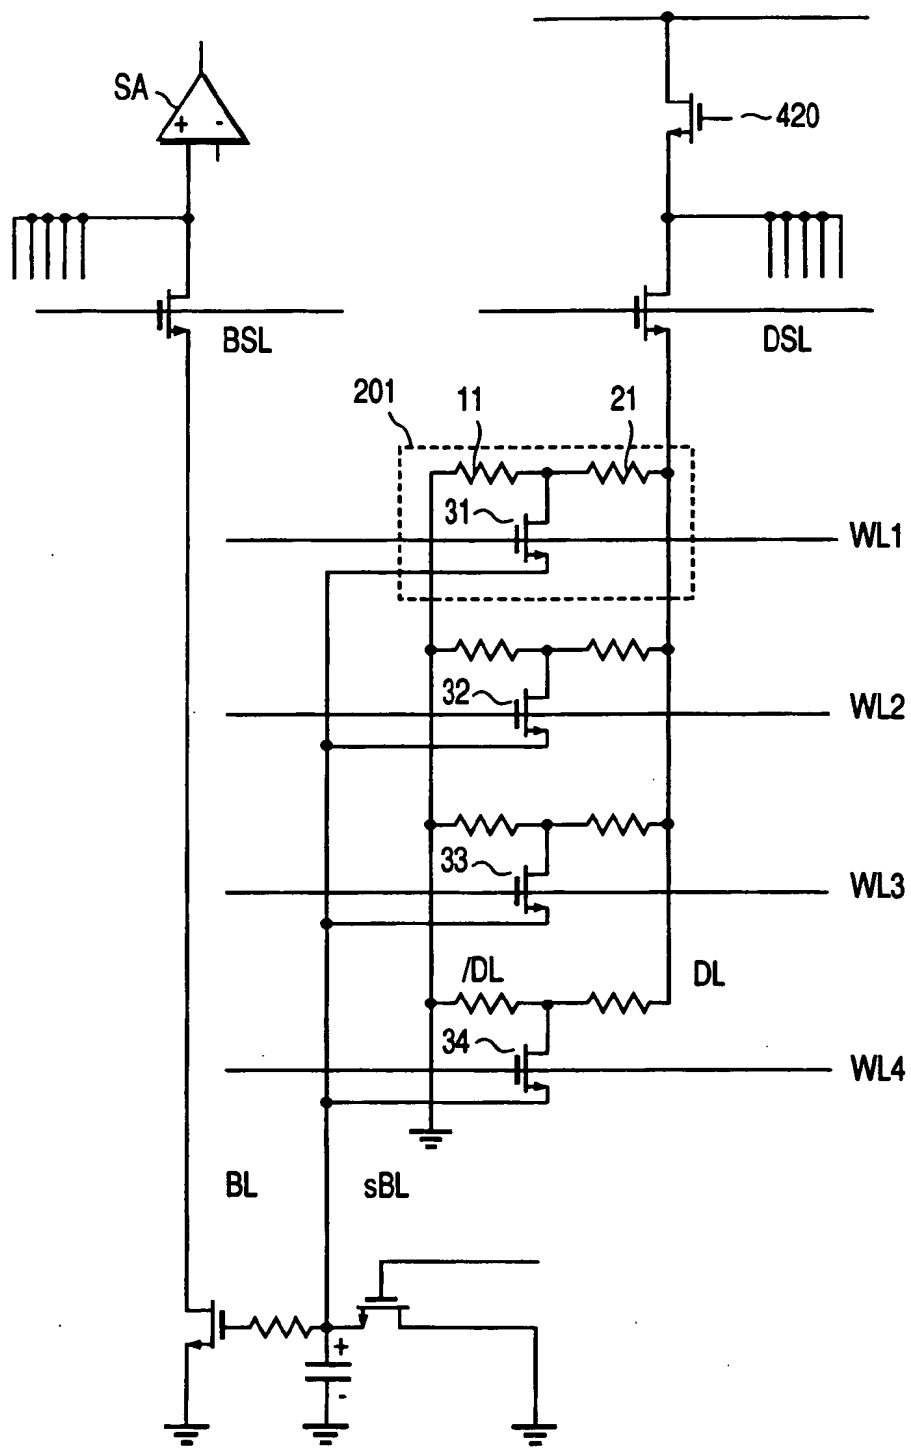 SA
+ -
420
BSL
DSL
201
11
21
31
WL1
32
WL2
33
WL3
/DL
DL
34
WL4
BL
sBL
+
-